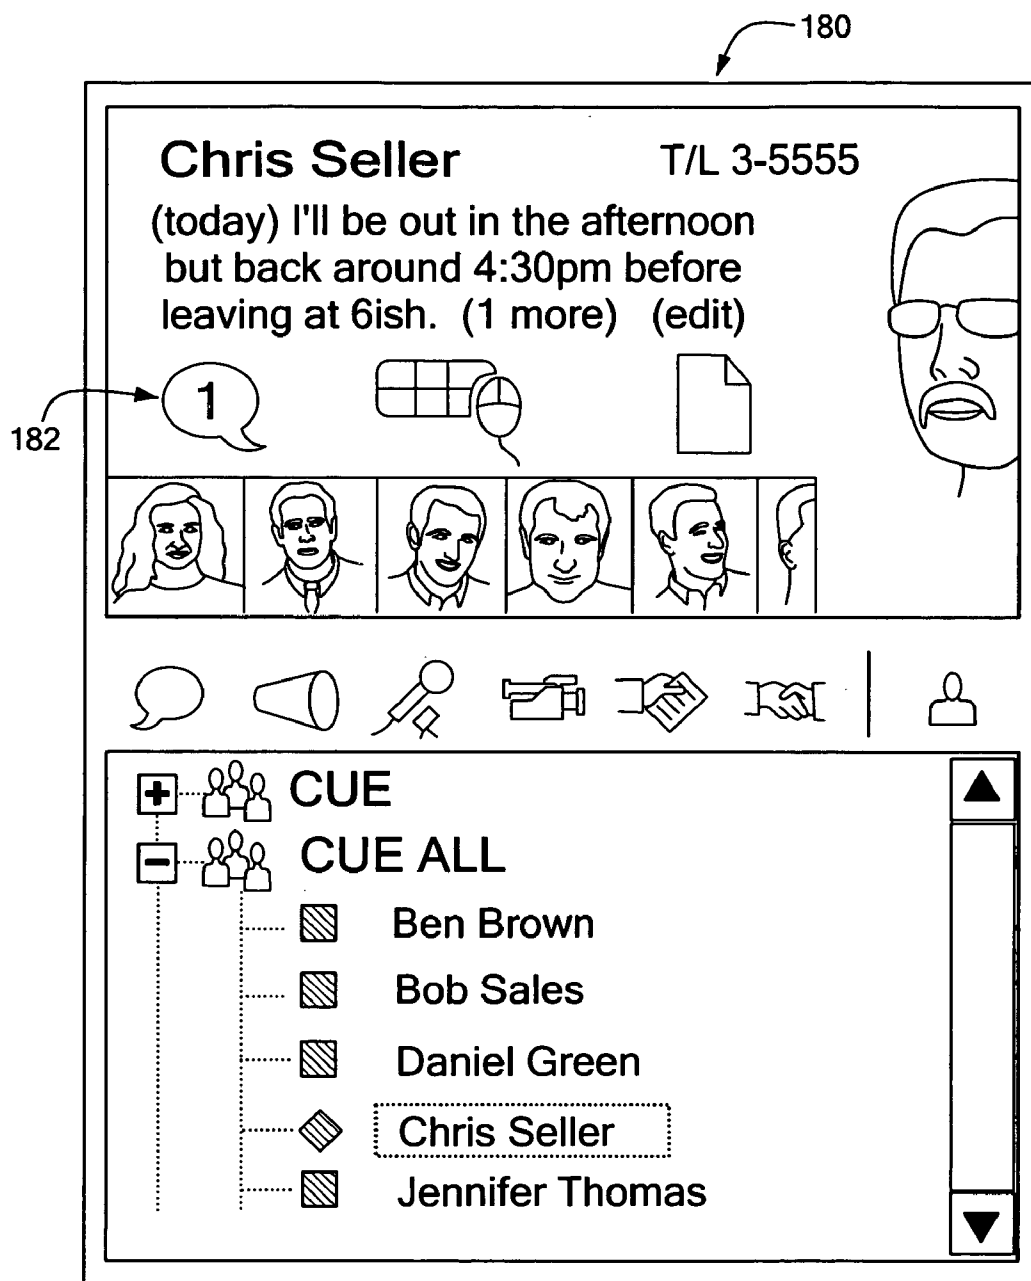 180
Chris Seller T/L 3-5555
(today) I'll be out in the afternoon
but back around 4:30pm before
leaving at 6ish. (1 more) (edit)
1
182
CUE
CUE ALL
Ben Brown
Bob Sales
Daniel Green
Chris Seller
Jennifer Thomas